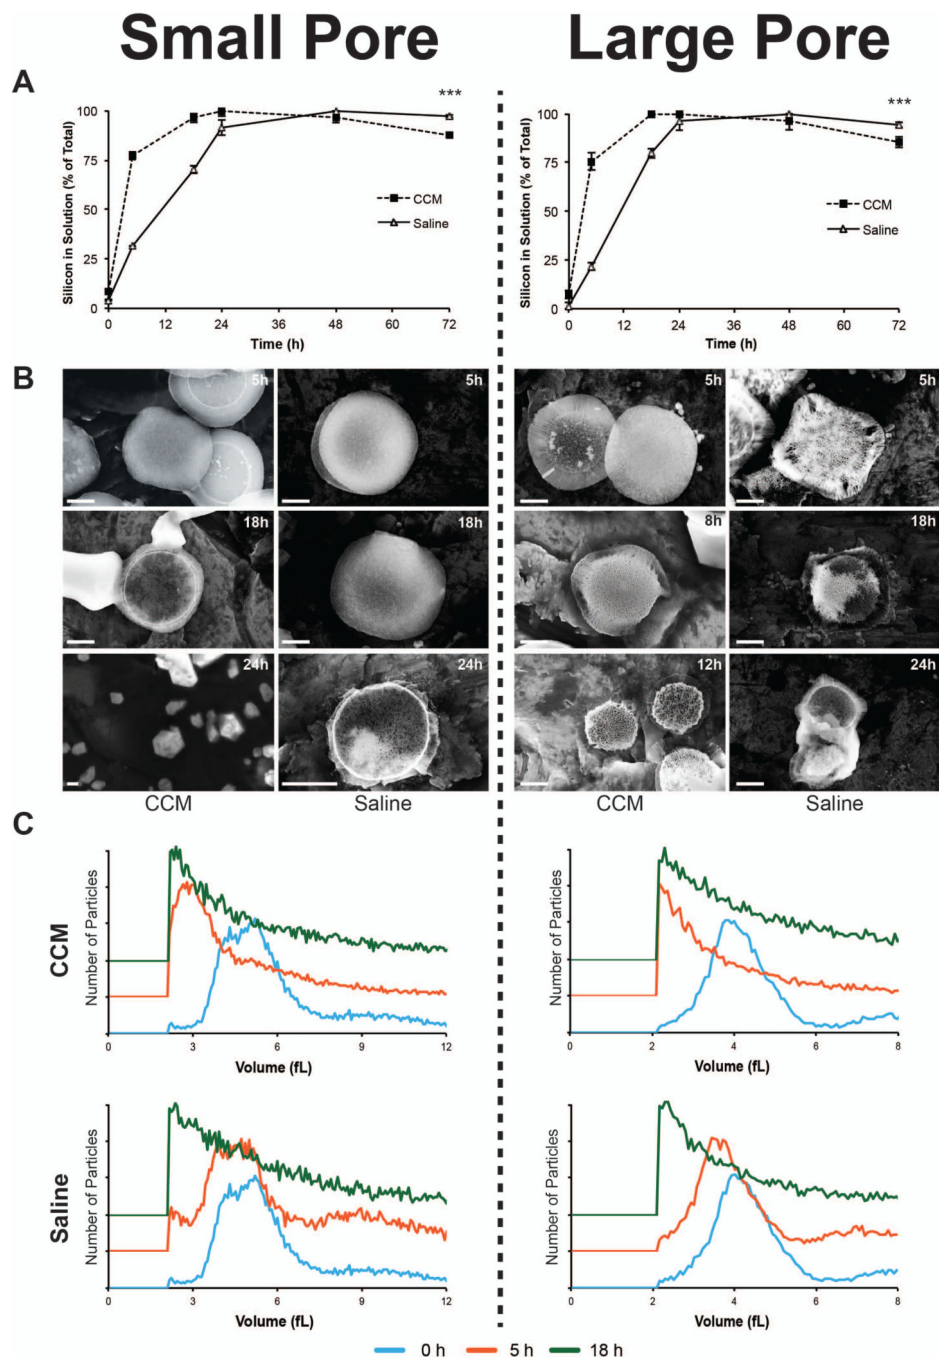 Small Pore
Large Pore
A
Silicon in Solution (% of Total)
100
75
50
25
0
0 12 24 36 48 60 72
Time (h)
CCM
Saline
***
Silicon in Solution (% of Total)
100
75
50
25
0
0 12 24 36 48 60 72
Time (h)
CCM
Saline
***
B
5h 5h 5h 5h
18h 18h 8h 18h
24h 24h 12h 24h
CCM Saline CCM Saline
C
CCM
Number of Particles
0 3 6 9 12
Volume (fL)
Number of Particles
0 2 4 6 8
Volume (fL)
Saline
Number of Particles
0 3 6 9 12
Volume (fL)
Number of Particles
0 2 4 6 8
Volume (fL)
0 h 5 h 18 h